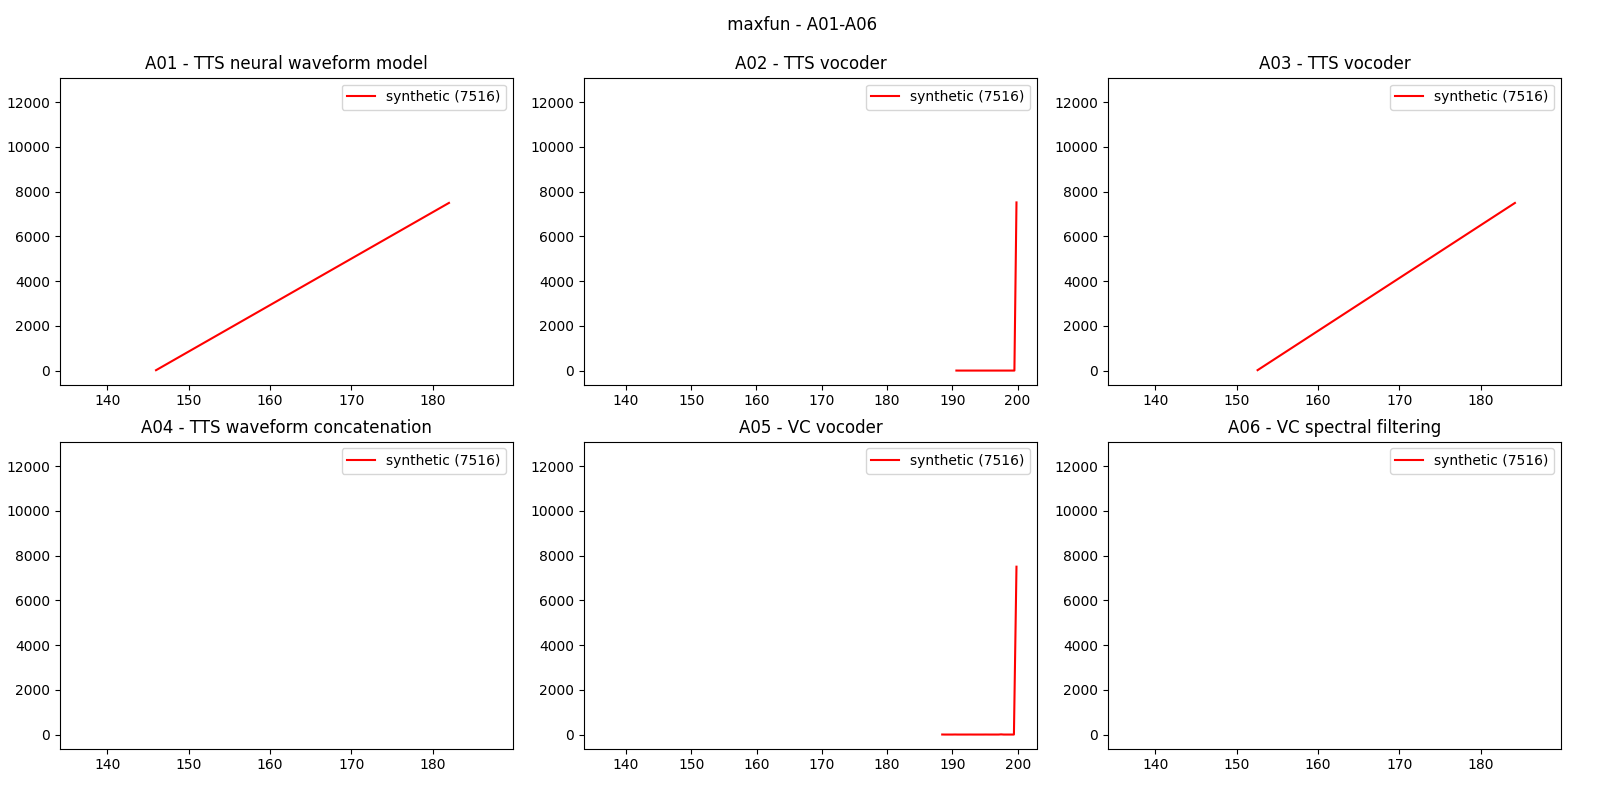 maxfun - A01-A06
A01 - TTS neural waveform model
synthetic (7516)
12000
10000
8000
6000
4000
2000
0
140 150 160 170 180
A02 - TTS vocoder
synthetic (7516)
12000
10000
8000
6000
4000
2000
0
140 150 160 170 180 190 200
A03 - TTS vocoder
synthetic (7516)
12000
10000
8000
6000
4000
2000
0
140 150 160 170 180
A04 - TTS waveform concatenation
synthetic (7516)
12000
10000
8000
6000
4000
2000
0
140 150 160 170 180
A05 - VC vocoder
synthetic (7516)
12000
10000
8000
6000
4000
2000
0
140 150 160 170 180 190 200
A06 - VC spectral filtering
synthetic (7516)
12000
10000
8000
6000
4000
2000
0
140 150 160 170 180